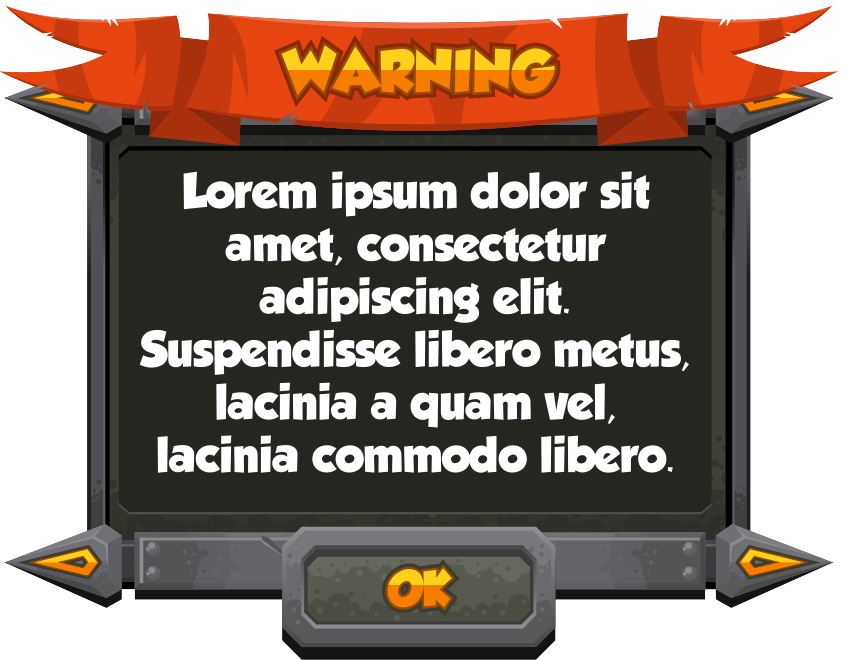 WARNING
Lorem ipsum dolor sit
amet, consectetur
adipiscing elit.
Suspendisse libero metus,
lacinia a quam vel,
lacinia commodo libero.
OK